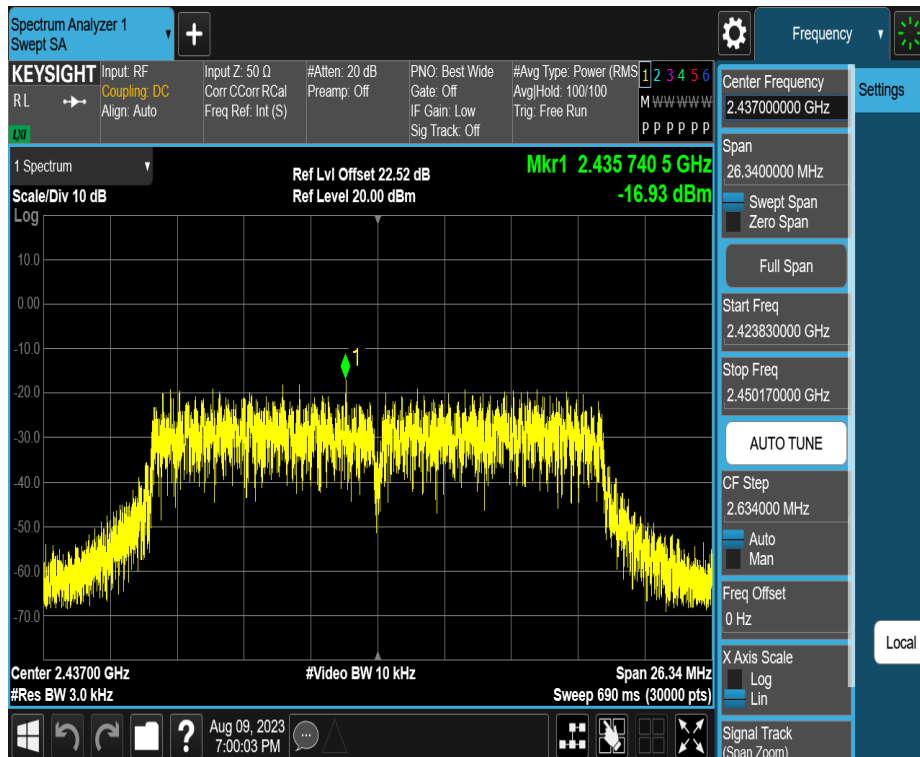 Spectrum Analyzer 1
Swept SA
Frequency
KEYSIGHT
R L
LXI
Input: RF
Coupling: DC
Align: Auto
Input Z: 50 Ω
Corr CCorr RCal
Freq Ref: Int (S)
#Atten: 20 dB
Preamp: Off
PNO: Best Wide
Gate: Off
IF Gain: Low
Sig Track: Off
#Avg Type: Power (RMS
Avg|Hold: 100/100
Trig: Free Run
1 2 3 4 5 6
M W W W W W
P P P P P P
1 Spectrum
Scale/Div 10 dB
Log
Ref Lvl Offset 22.52 dB
Ref Level 20.00 dBm
Mkr1 2.435 740 5 GHz
-16.93 dBm
10.0
0.00
-10.0
-20.0
-30.0
-40.0
-50.0
-60.0
-70.0
1
Center 2.43700 GHz
#Res BW 3.0 kHz
#Video BW 10 kHz
Span 26.34 MHz
Sweep 690 ms (30000 pts)
Aug 09, 2023
7:00:03 PM
Center Frequency
2.437000000 GHz
Span
26.3400000 MHz
Swept Span
Zero Span
Full Span
Start Freq
2.423830000 GHz
Stop Freq
2.450170000 GHz
AUTO TUNE
CF Step
2.634000 MHz
Auto
Man
Freq Offset
0 Hz
X Axis Scale
Log
Lin
Signal Track
(Span Zoom)
Settings
Local